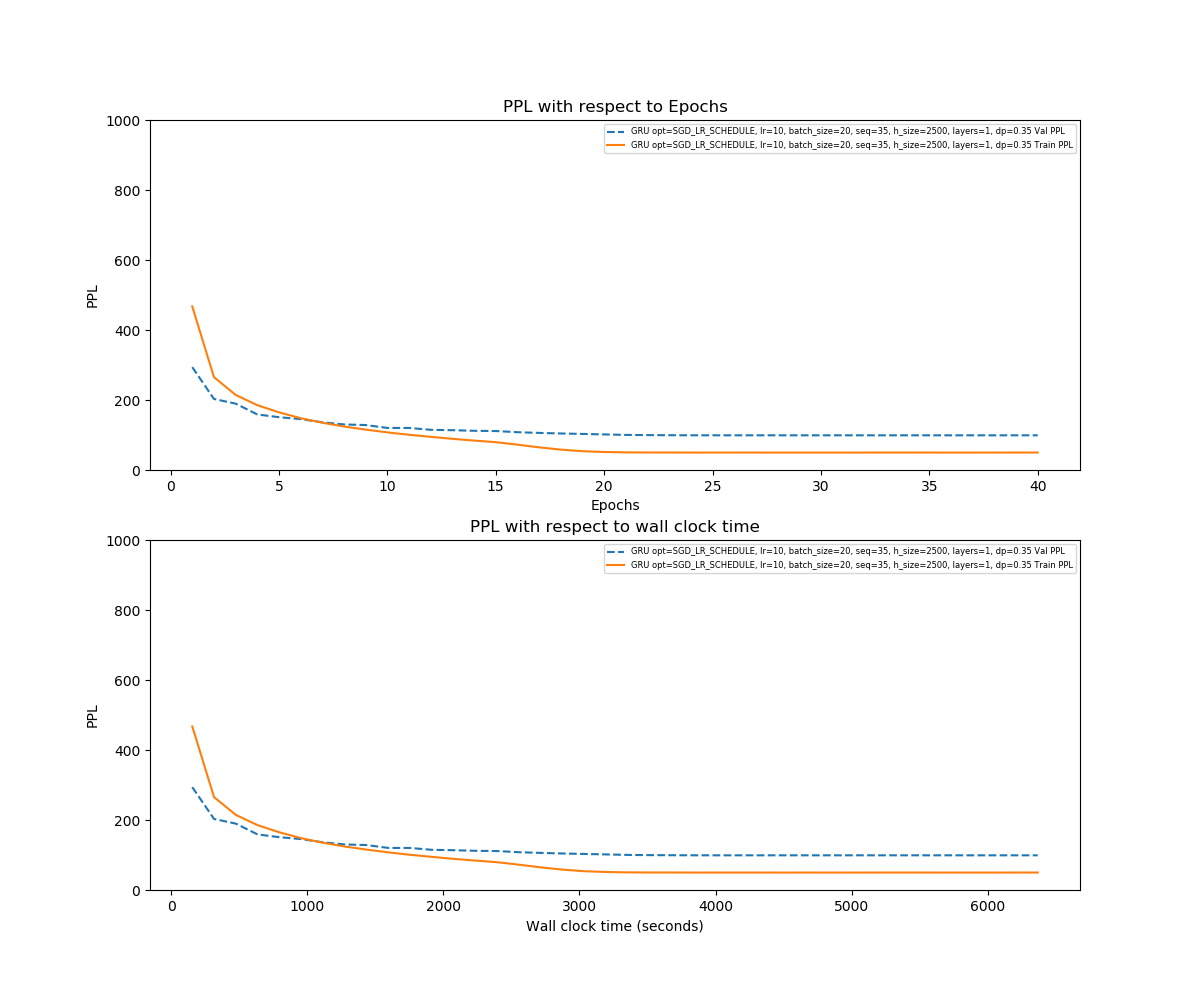 PPL with respect to Epochs
1000
800
600
400
200
0
PPL
GRU opt=SGD_LR_SCHEDULE, lr=10, batch_size=20, seq=35, h_size=2500, layers=1, dp=0.35 Val PPL
GRU opt=SGD_LR_SCHEDULE, lr=10, batch_size=20, seq=35, h_size=2500, layers=1, dp=0.35 Train PPL
0 5 10 15 20 25 30 35 40
Epochs
PPL with respect to wall clock time
1000
800
600
400
200
0
PPL
GRU opt=SGD_LR_SCHEDULE, lr=10, batch_size=20, seq=35, h_size=2500, layers=1, dp=0.35 Val PPL
GRU opt=SGD_LR_SCHEDULE, lr=10, batch_size=20, seq=35, h_size=2500, layers=1, dp=0.35 Train PPL
0 1000 2000 3000 4000 5000 6000
Wall clock time (seconds)